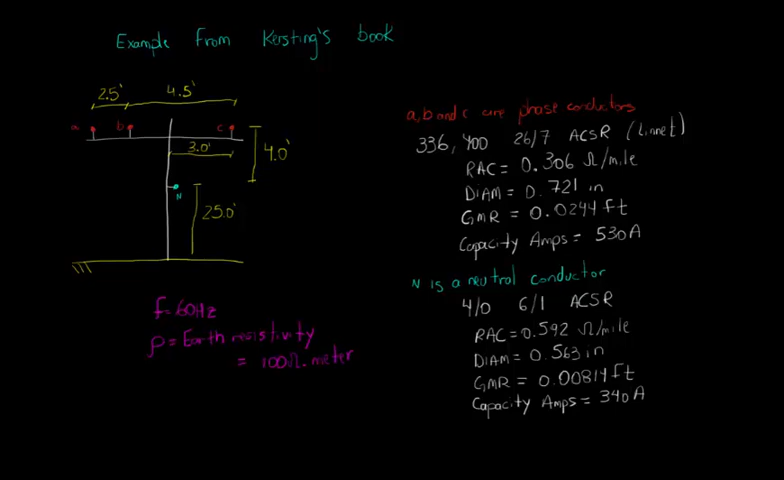 Example from Kersting's book
2.5' 4.5'
a b c
3.0' 4.0'
N
25.0'
f=60Hz
ρ= Earth resistivity
= 100Ω.meter
a, b and c are phase conductors
336,400 26/7 ACSR (Linnet)
RAC= 0.306 Ω/mile
DIAM= 0.721 in
GMR = 0.0244 ft
Capacity Amps= 530A
N is a neutral conductor
4/0 6/1 ACSR
RAC=0.592 Ω/mile
DIAM= 0.563 in
GMR = 0.00814 ft
Capacity Amps = 340A